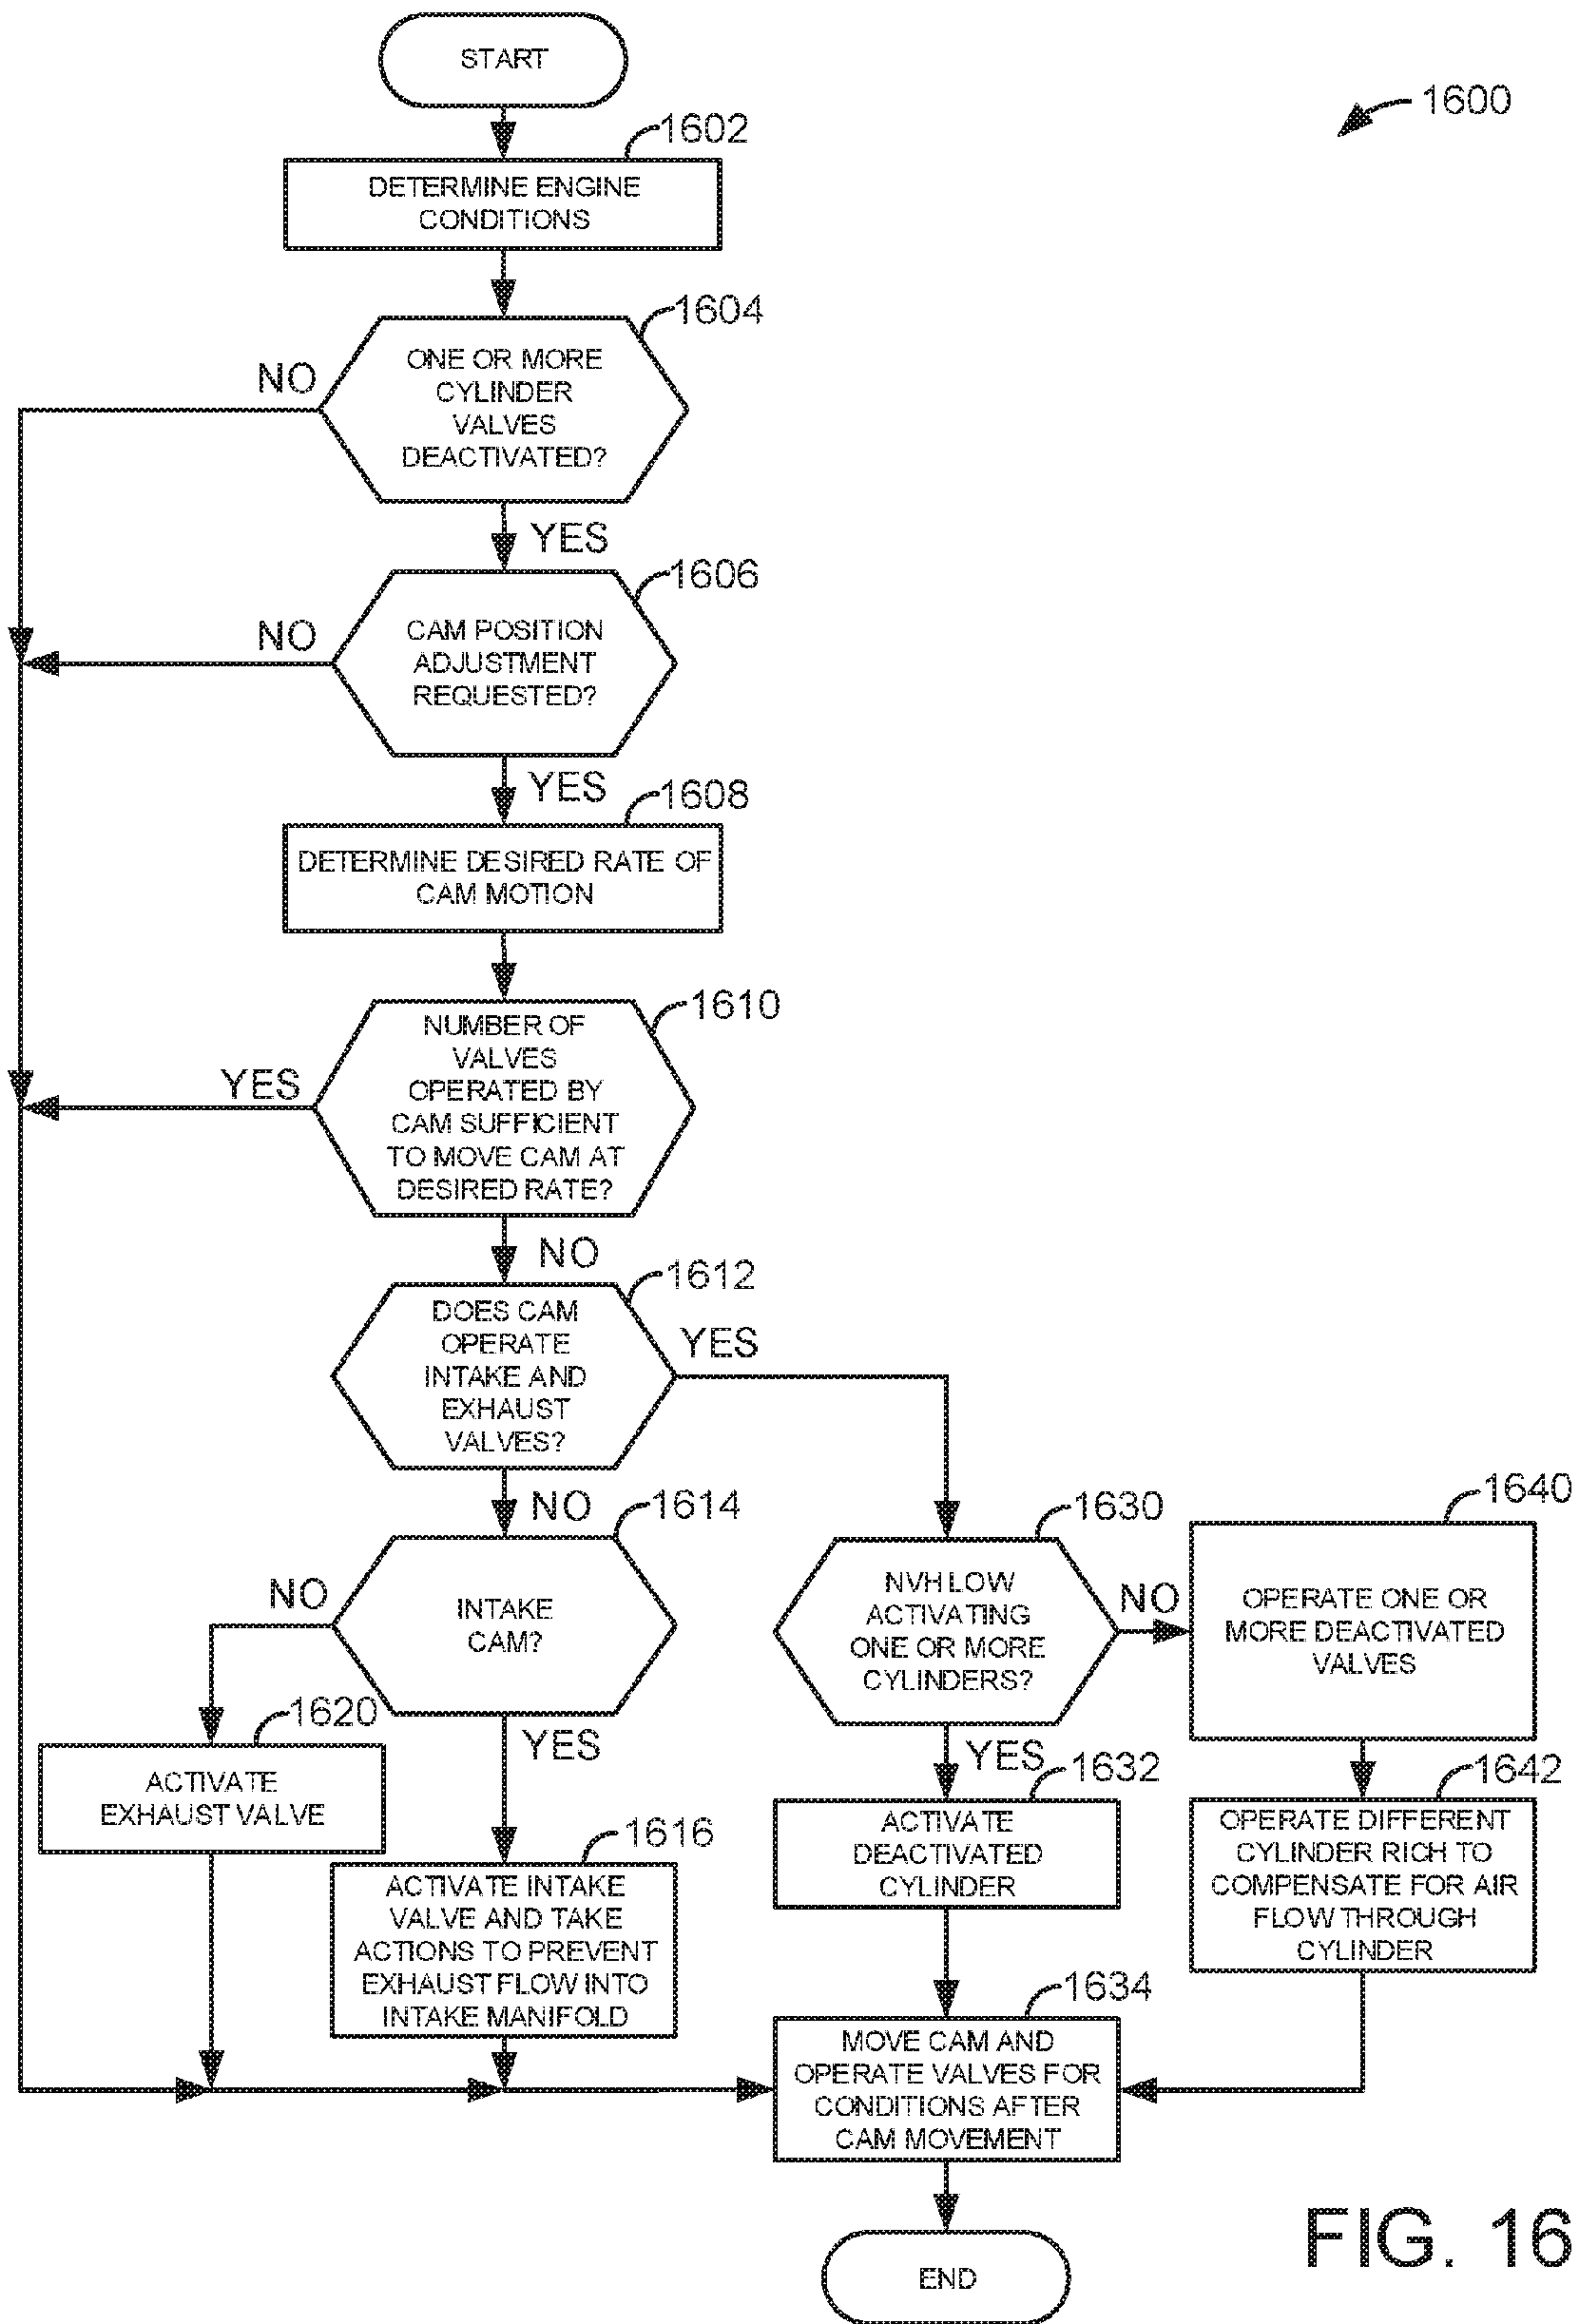 START
1600
1602
DETERMINE ENGINE
CONDITIONS
1604
ONE OR MORE
CYLINDER
VALVES
DEACTIVATED?
NO
YES
1606
CAM POSITION
ADJUSTMENT
REQUESTED?
NO
YES
1608
DETERMINE DESIRED RATE OF
CAM MOTION
1610
NUMBER OF
VALVES
OPERATED BY
CAM SUFFICIENT
TO MOVE CAM AT
DESIRED RATE?
YES
NO
1612
DOES CAM
OPERATE
INTAKE AND
EXHAUST
VALVES?
YES
NO
1614
INTAKE
CAM?
NO
YES
1620
ACTIVATE
EXHAUST VALVE
1616
ACTIVATE INTAKE
VALVE AND TAKE
ACTIONS TO PREVENT
EXHAUST FLOW INTO
INTAKE MANIFOLD
1630
NVH LOW
ACTIVATING
ONE OR MORE
CYLINDERS?
NO
YES
1640
OPERATE ONE OR
MORE DEACTIVATED
VALVES
1632
ACTIVATE
DEACTIVATED
CYLINDER
1642
OPERATE DIFFERENT
CYLINDER RICH TO
COMPENSATE FOR AIR
FLOW THROUGH
CYLINDER
1634
MOVE CAM AND
OPERATE VALVES FOR
CONDITIONS AFTER
CAM MOVEMENT
END
FIG. 16